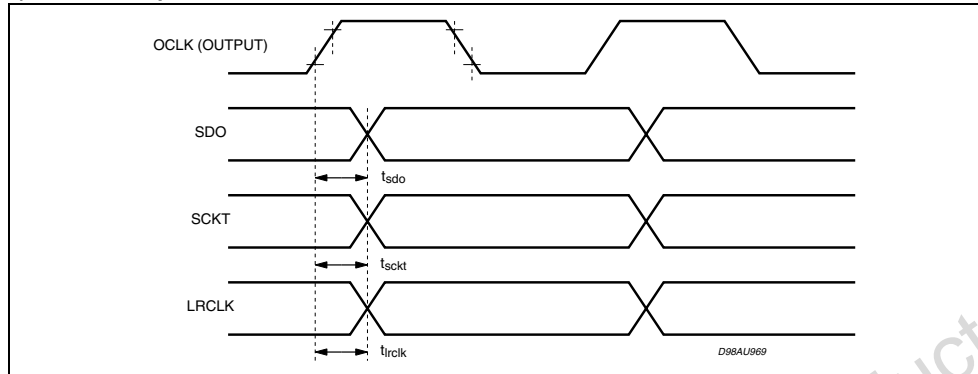 OCLK (OUTPUT)
SDO
tsdo
SCKT
tsckt
LRCLK
tlrclk
D98AU969